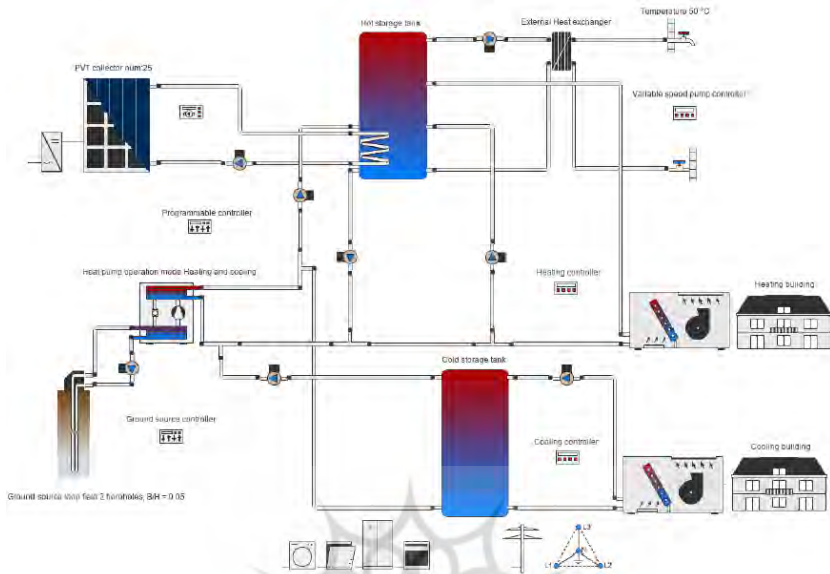 Hot storage tank
External Heat exchanger
Temperature 50 °C
PVT collector num:25
Variable speed pump controller
Programmable controller
Heat pump operation mode Heating and cooling
Heating controller
Heating building
Cold storage tank
Ground source controller
Cooling controller
Cooling building
Ground source loop field 2 boreholes, B/H = 0.05
L3
N
L1
L2